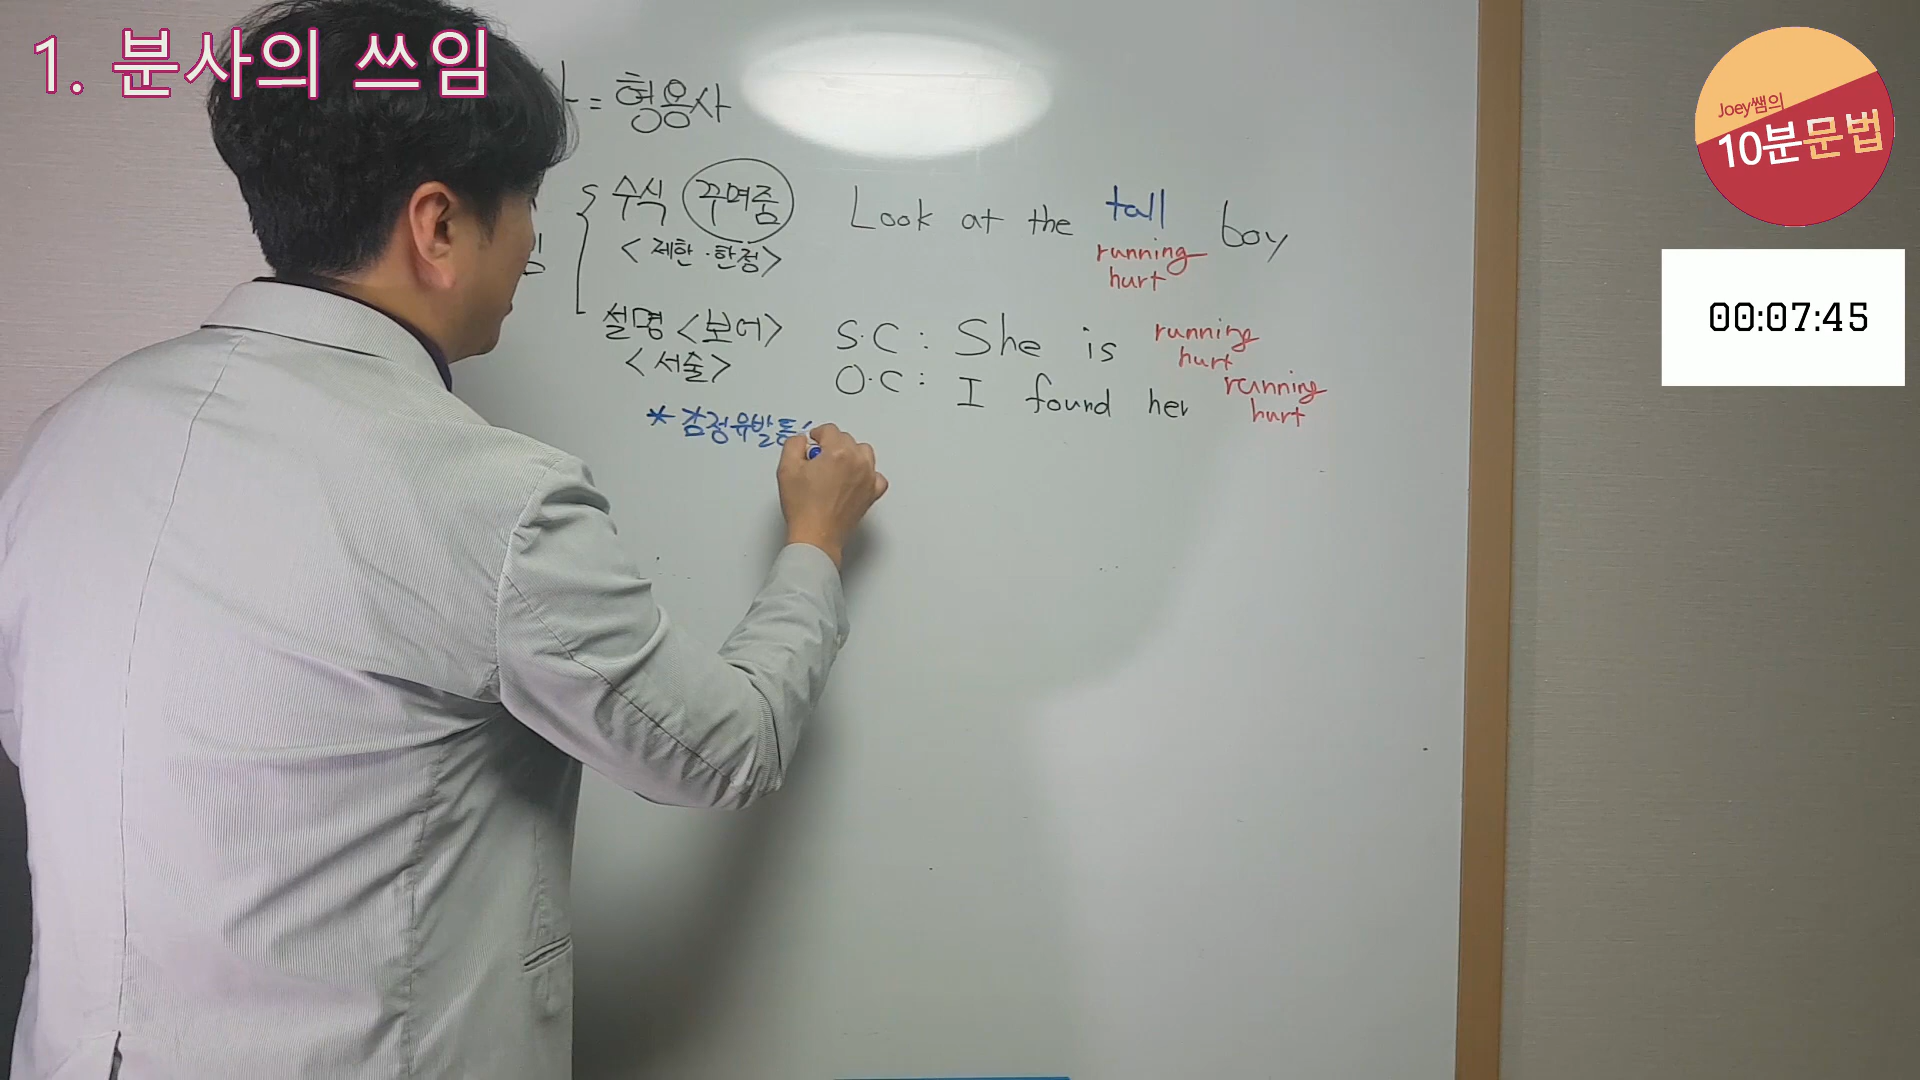 1. 분사의 쓰임
= 형용사
수식 꾸며줌
<제한·한정>
Look at the tall boy
running
hurt
설명 <보어>
<서술>
S.C : She is running
hurt
O.C : I found her running
hurt
* 감정유발동
Joey쌤의
10분문법
00:07:45